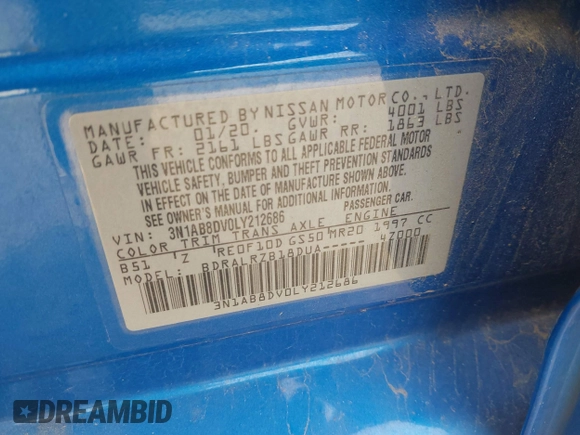 MANUFACTURED BY NISSAN MOTOR CO., LTD.
DATE: 01/20. GVWR: 4001 LBS
GAWR FR: 2161 LBS GAWR RR: 1863 LBS
THIS VEHICLE CONFORMS TO ALL APPLICABLE FEDERAL MOTOR
VEHICLE SAFETY, BUMPER AND THEFT PREVENTION STANDARDS
IN EFFECT ON THE DATE OF MANUFACTURE SHOWN ABOVE.
SEE OWNER'S MANUAL FOR ADDITIONAL INFORMATION.
VIN: 3N1AB8DV0LY212686 PASSENGER CAR.
COLOR TRIM TRANS AXLE ENGINE
B51 'Z RE0F10D GS50 MR20 1997 CC
MODEL: BDRALRZB18DUA----- 47000
3N1AB8DV0LY212686
DREAMBID